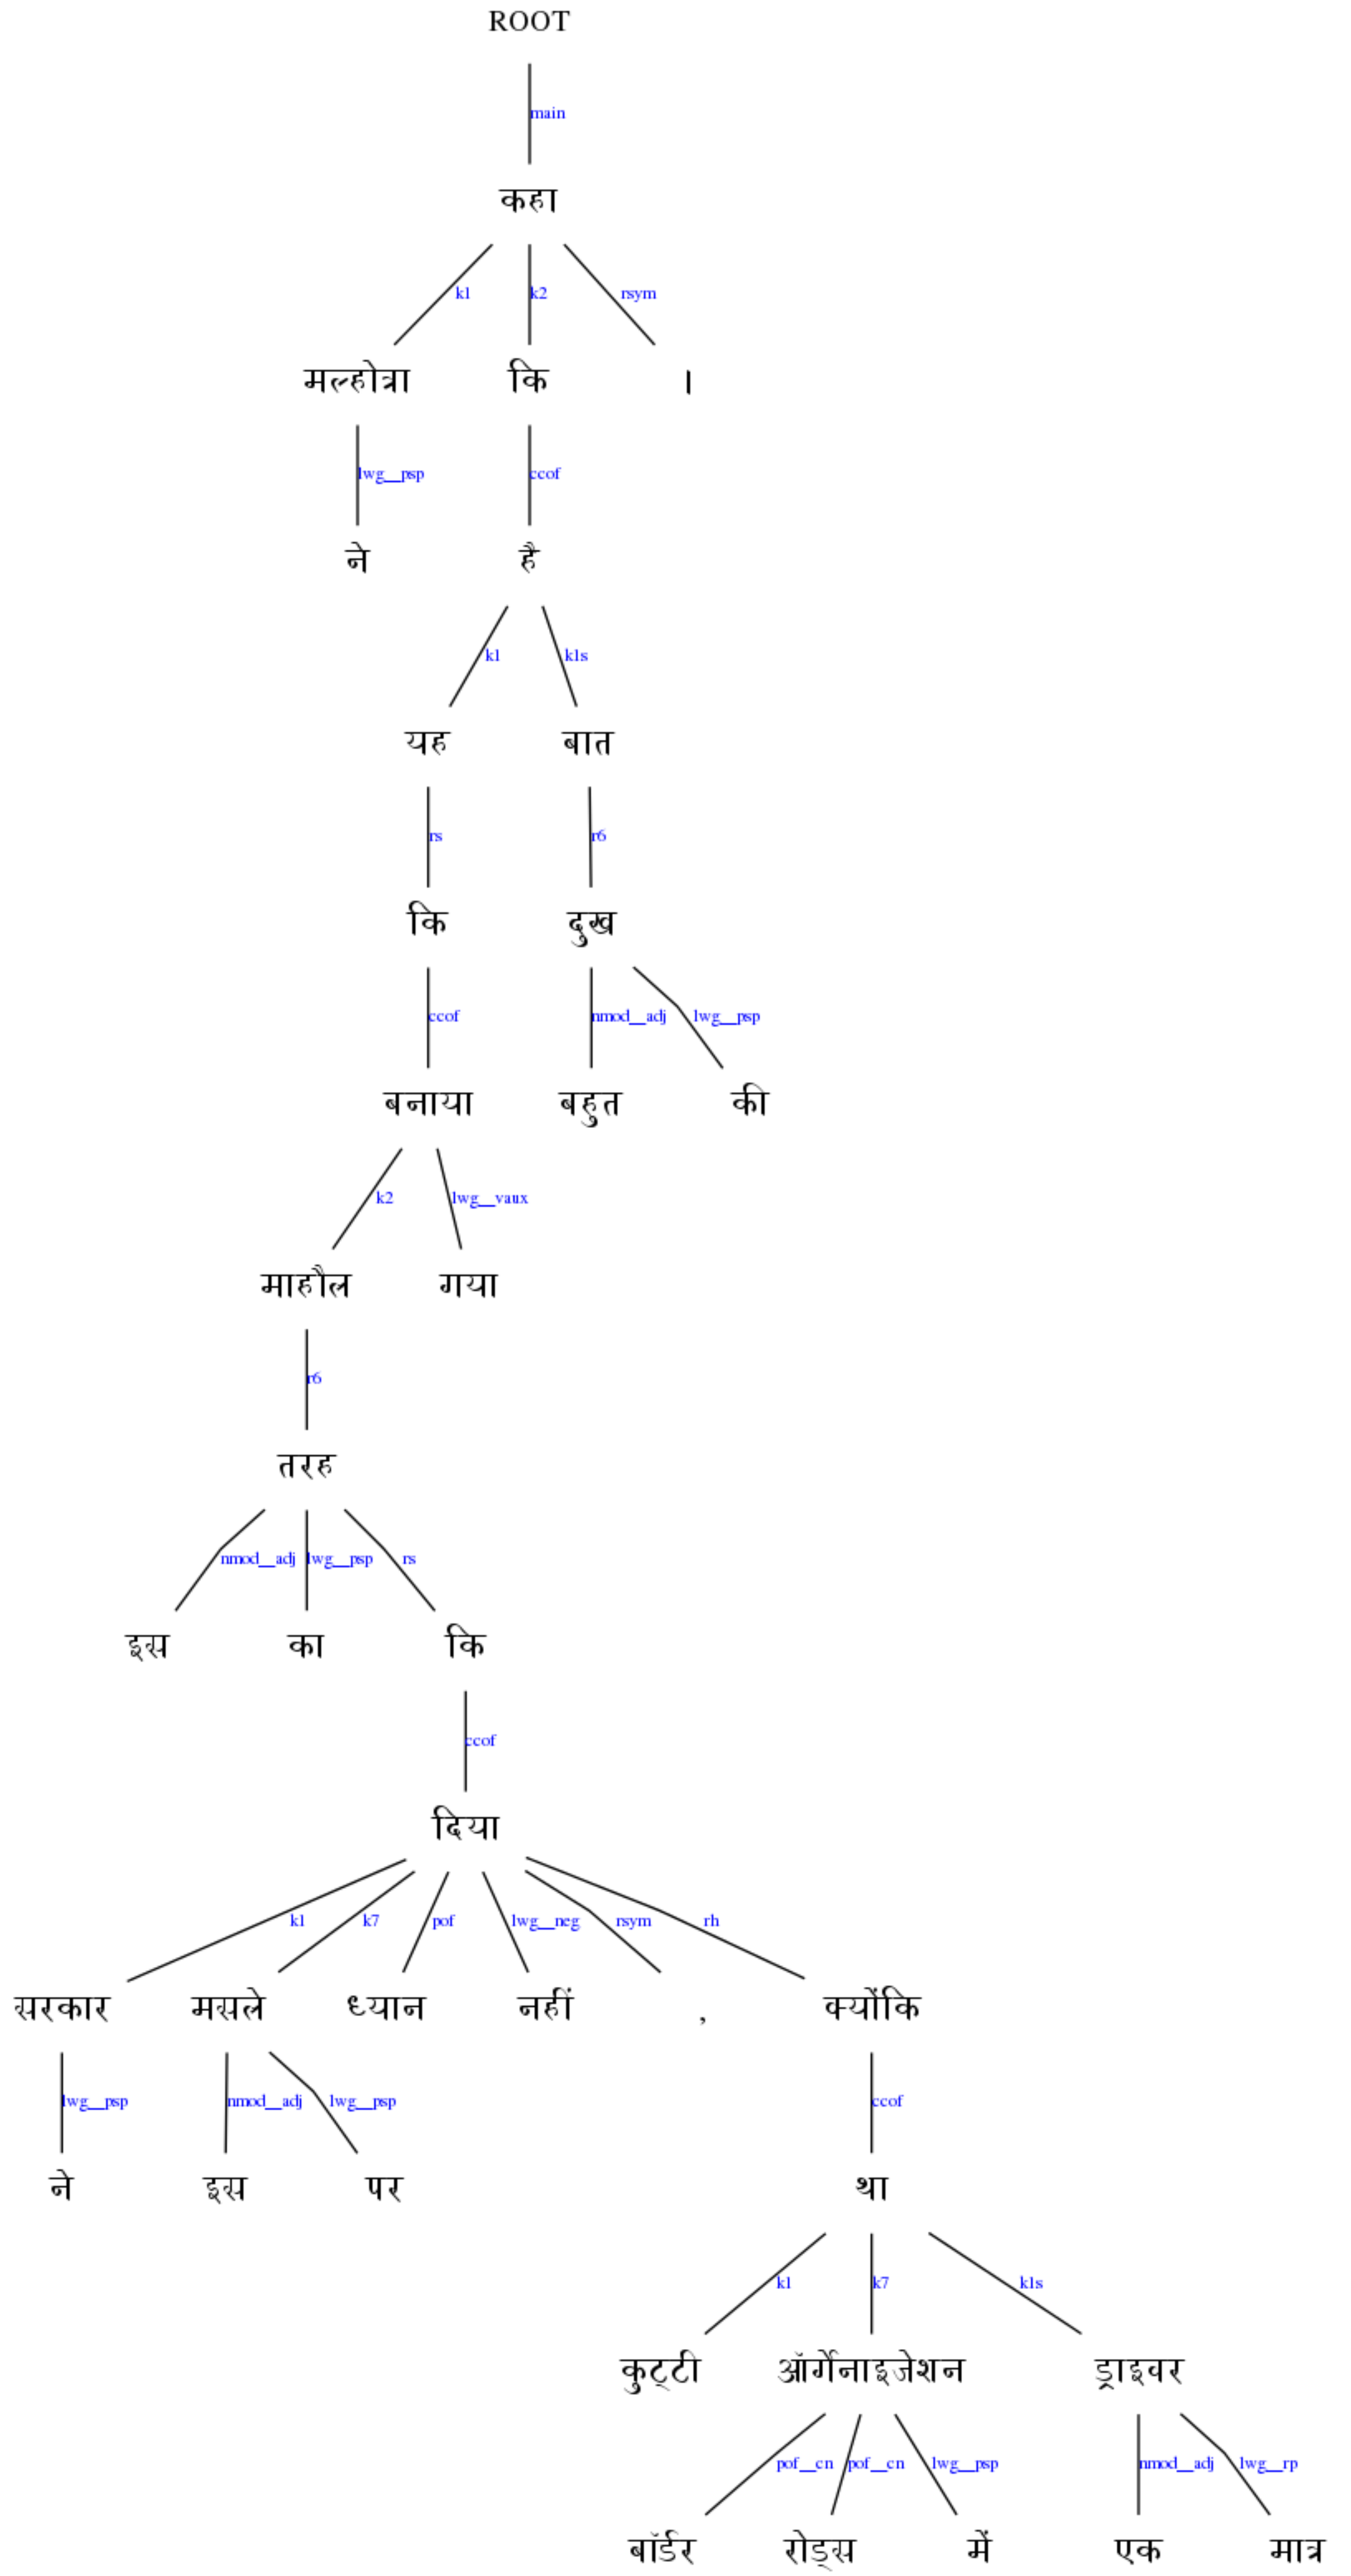 ROOT
main
कहा
k1 k2 rsym
मल्होत्रा कि ।
lwg__psp ccof
ने है
k1 k1s
यह बात
rs r6
कि दुख
ccof nmod__adj lwg__psp
बनाया बहुत की
k2 lwg__vaux
माहौल गया
r6
तरह
nmod__adj lwg__psp rs
इस का कि
ccof
दिया
k1 k7 pof lwg__neg rsym rh
सरकार मसले ध्यान नहीं , क्योंकि
lwg__psp nmod__adj lwg__psp ccof
ने इस पर था
k1 k7 k1s
कुट्टी ऑर्गेनाइजेशन ड्राइवर
pof__cn pof__cn lwg__psp nmod__adj lwg__rp
बॉर्डर रोड्स में एक मात्र